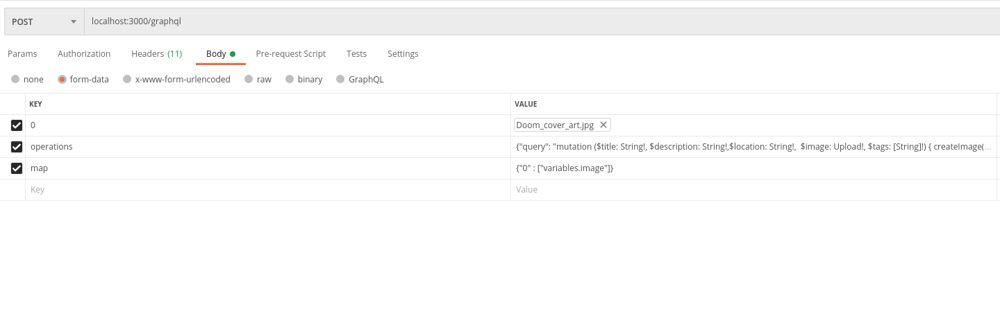 POST localhost:3000/graphql
Params Authorization Headers (11) Body Pre-request Script Tests Settings
none form-data x-www-form-urlencoded raw binary GraphQL
KEY VALUE
0 Doom_cover_art.jpg
operations {"query": "mutation ($title: String!, $description: String!,$location: String!,  $image: Upload!, $tags: [String]!) { createImage(...
map {"0" : ["variables.image"]}
Key Value